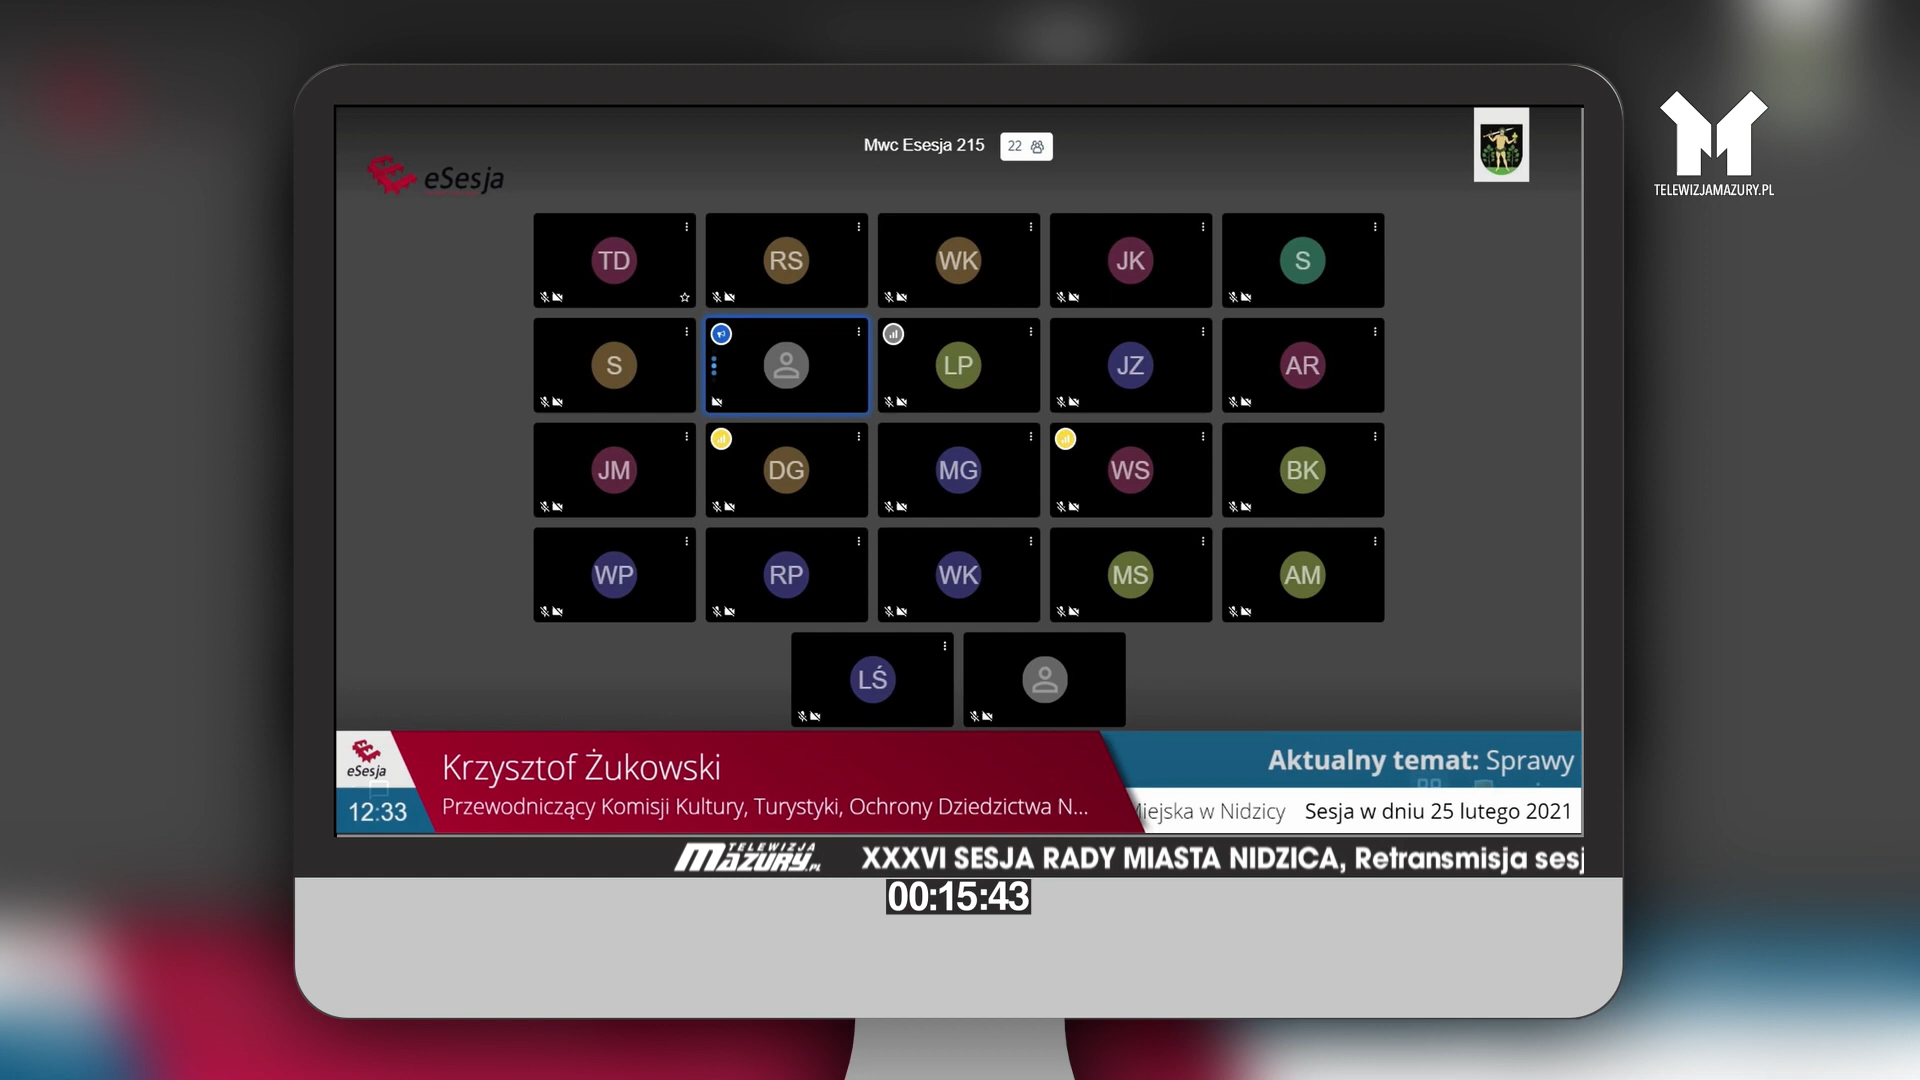 Mwc Esesja 215
22
eSesja
TELEWIZJAMAZURY.PL
TD
RS
WK
JK
S
S
LP
JZ
AR
JM
DG
MG
WS
BK
WP
RP
WK
MS
AM
LŚ
eSesja
12:33
Krzysztof Żukowski
Przewodniczący Komisji Kultury, Turystyki, Ochrony Dziedzictwa N...
Aktualny temat: Sprawy
Miejska w Nidzicy Sesja w dniu 25 lutego 2021
TELEWIZJA
MAZURY.PL
XXXVI SESJA RADY MIASTA NIDZICA, Retransmisja sesj
00:15:43